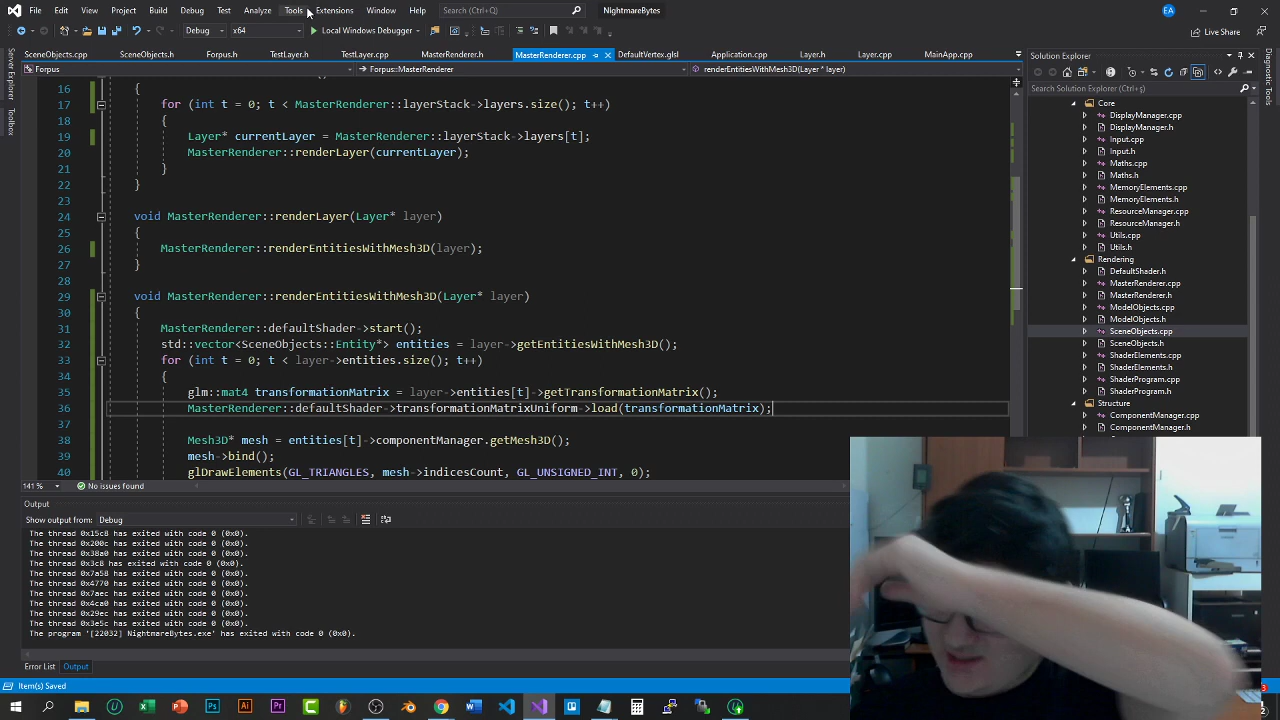 File Edit View Project Build Debug Test Analyze Tools Extensions Window Help Search (Ctrl+Q) NightmareBytes EA
Debug x64 Local Windows Debugger Live Share
SceneObjects.cpp SceneObjects.h Forpus.h TestLayer.h TestLayer.cpp MasterRenderer.h MasterRenderer.cpp DefaultVertex.glsl Application.cpp Layer.h Layer.cpp MainApp.cpp
Forpus Forpus::MasterRenderer renderEntitiesWithMesh3D(Layer * layer)
Server Explorer
Toolbox
16 {
17 for (int t = 0; t < MasterRenderer::layerStack->layers.size(); t++)
18 {
19 Layer* currentLayer = MasterRenderer::layerStack->layers[t];
20 MasterRenderer::renderLayer(currentLayer);
21 }
22 }
23
24 void MasterRenderer::renderLayer(Layer* layer)
25 {
26 MasterRenderer::renderEntitiesWithMesh3D(layer);
27 }
28
29 void MasterRenderer::renderEntitiesWithMesh3D(Layer* layer)
30 {
31 MasterRenderer::defaultShader->start();
32 std::vector<SceneObjects::Entity*> entities = layer->getEntitiesWithMesh3D();
33 for (int t = 0; t < layer->entities.size(); t++)
34 {
35 glm::mat4 transformationMatrix = layer->entities[t]->getTransformationMatrix();
36 MasterRenderer::defaultShader->transformationMatrixUniform->load(transformationMatrix);
37
38 Mesh3D* mesh = entities[t]->componentManager.getMesh3D();
39 mesh->bind();
40 glDrawElements(GL_TRIANGLES, mesh->indicesCount, GL_UNSIGNED_INT, 0);
141 % No issues found
Output
Show output from: Debug
The thread 0x15c8 has exited with code 0 (0x0).
The thread 0x200c has exited with code 0 (0x0).
The thread 0x38a0 has exited with code 0 (0x0).
The thread 0x3c8 has exited with code 0 (0x0).
The thread 0x7a58 has exited with code 0 (0x0).
The thread 0x4770 has exited with code 0 (0x0).
The thread 0x7aec has exited with code 0 (0x0).
The thread 0x4ca0 has exited with code 0 (0x0).
The thread 0x29ec has exited with code 0 (0x0).
The thread 0x3e5c has exited with code 0 (0x0).
The program '[22032] NightmareBytes.exe' has exited with code 0 (0x0).
Error List Output
Item(s) Saved
Solution Explorer
Search Solution Explorer (Ctrl+ş)
Core
DisplayManager.cpp
DisplayManager.h
Input.cpp
Input.h
Maths.cpp
Maths.h
MemoryElements.cpp
MemoryElements.h
ResourceManager.cpp
ResourceManager.h
Utils.cpp
Utils.h
Rendering
DefaultShader.h
MasterRenderer.cpp
MasterRenderer.h
ModelObjects.cpp
ModelObjects.h
SceneObjects.cpp
SceneObjects.h
ShaderElements.cpp
ShaderElements.h
ShaderProgram.cpp
ShaderProgram.h
Structure
ComponentManager.cpp
ComponentManager.h
Diagnostic Tools